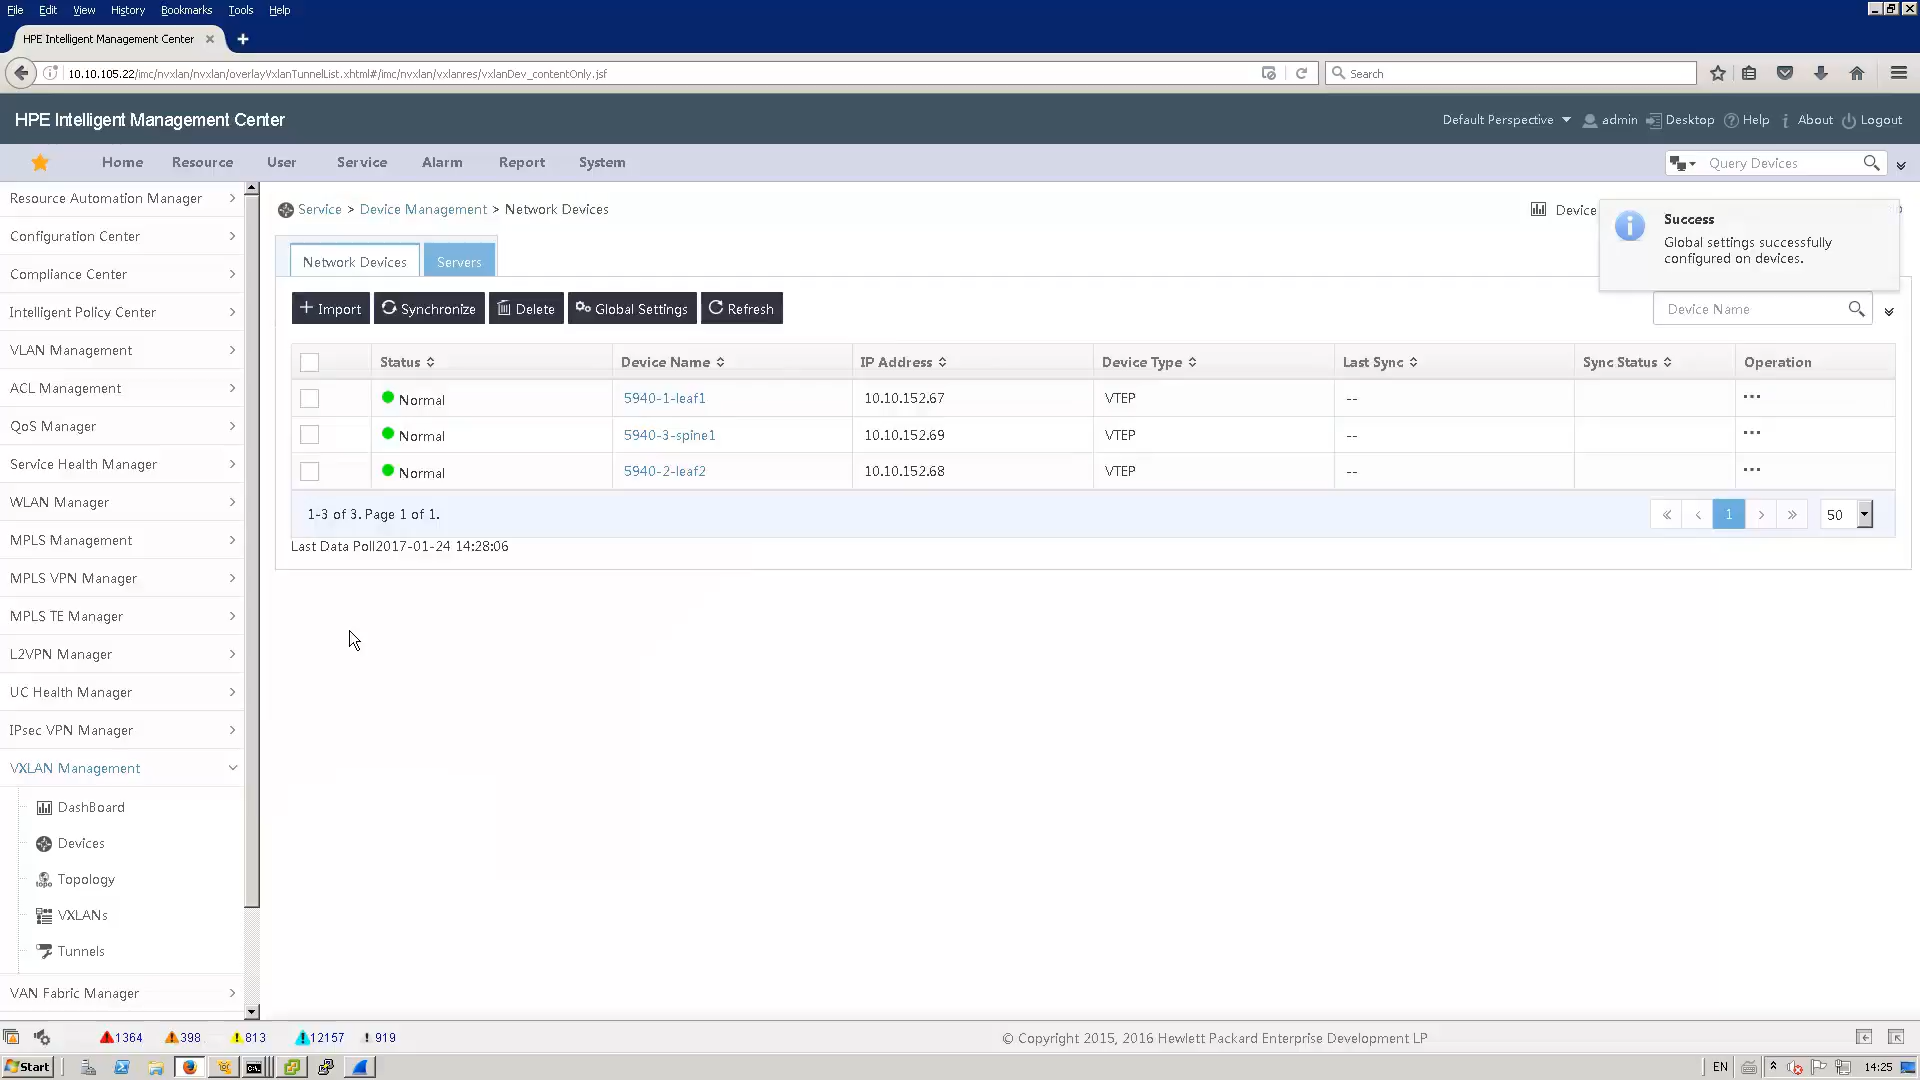 File Edit View History Bookmarks Tools Help
HPE Intelligent Management Center
10.10.105.22/imc/nvxlan/nvxlan/overlayVxlanTunnelList.xhtml#/imc/nvxlan/vxlanres/vxlanDev_contentOnly.jsf
Search
HPE Intelligent Management Center
Default Perspective admin Desktop Help About Logout
Home Resource User Service Alarm Report System
Query Devices
Resource Automation Manager
Configuration Center
Compliance Center
Intelligent Policy Center
VLAN Management
ACL Management
QoS Manager
Service Health Manager
WLAN Manager
MPLS Management
MPLS VPN Manager
MPLS TE Manager
L2VPN Manager
UC Health Manager
IPsec VPN Manager
VXLAN Management
DashBoard
Devices
Topology
VXLANs
Tunnels
VAN Fabric Manager
Service > Device Management > Network Devices
Device
Success
Global settings successfully
configured on devices.
Network Devices Servers
Import Synchronize Delete Global Settings Refresh
Device Name
Status Device Name IP Address Device Type Last Sync Sync Status Operation
Normal 5940-1-leaf1 10.10.152.67 VTEP -- •••
Normal 5940-3-spine1 10.10.152.69 VTEP -- •••
Normal 5940-2-leaf2 10.10.152.68 VTEP -- •••
1-3 of 3. Page 1 of 1.
« ‹ 1 › » 50
Last Data Poll2017-01-24 14:28:06
1364 398 813 12157 919
© Copyright 2015, 2016 Hewlett Packard Enterprise Development LP
Start
EN 14:25